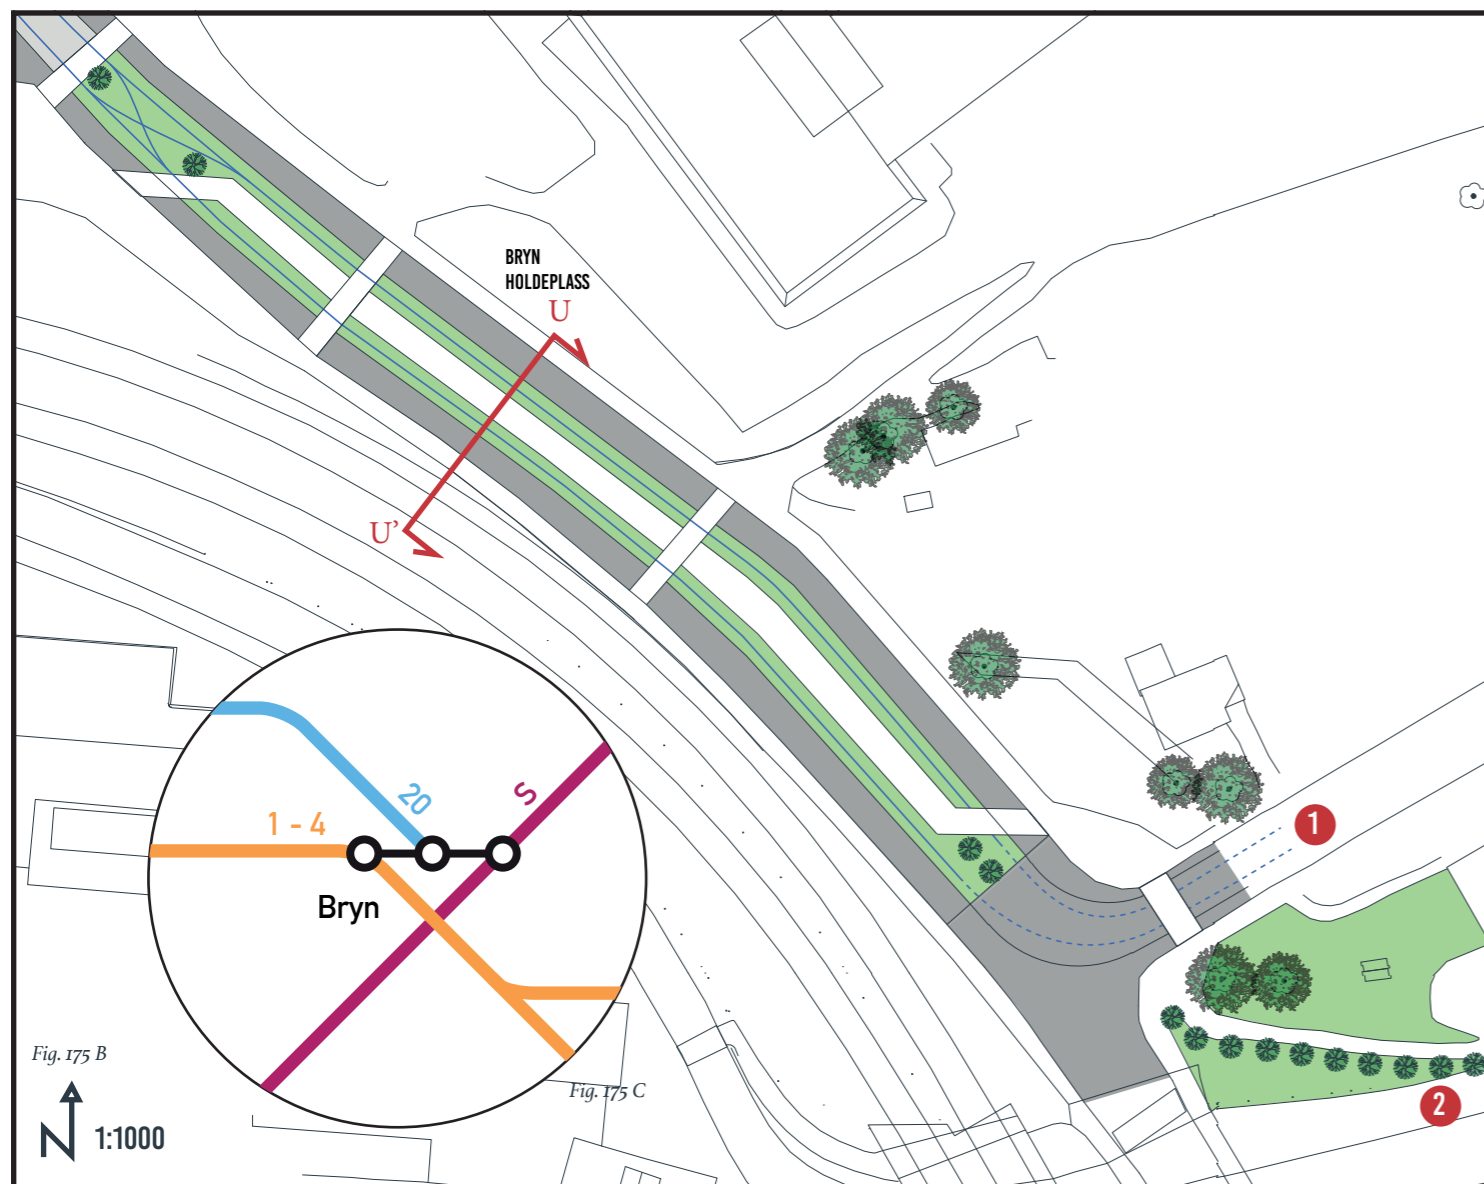 BRYN
HOLDEPLASS
U
U’
20
S
1 - 4
Bryn
1
2
Fig. 175 B
Fig. 175 C
N
1:1000